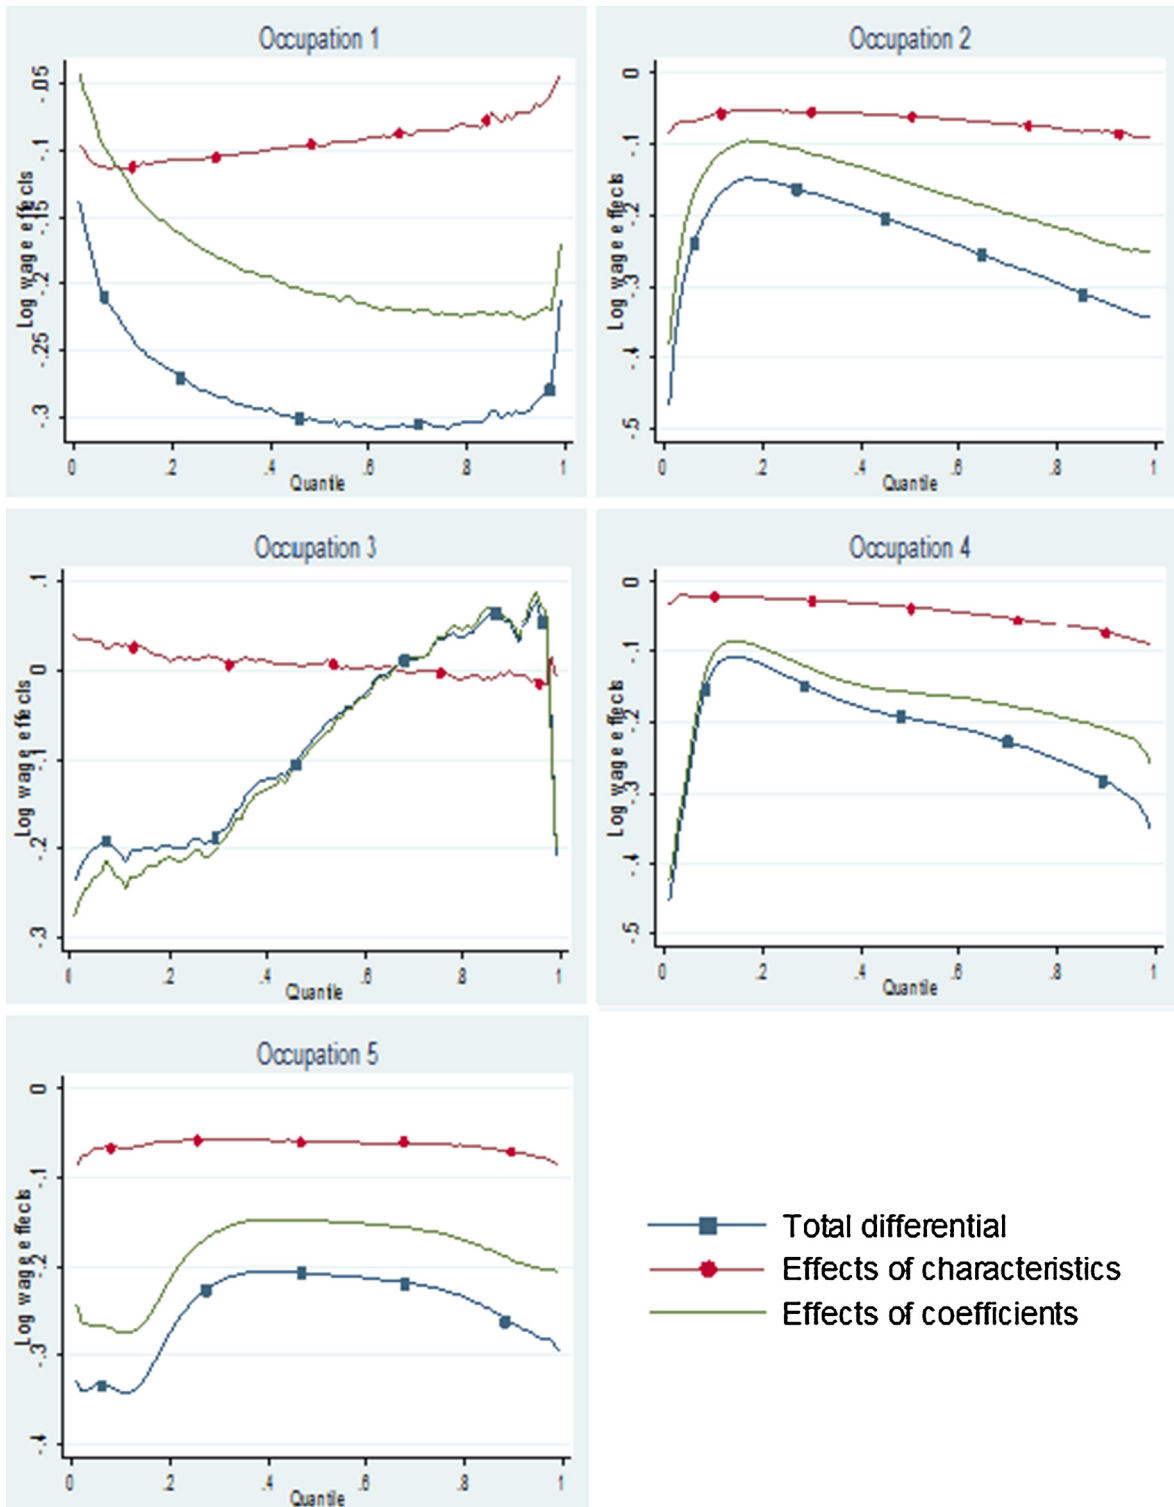 Occupation 1
Log wage effects
-.05
-.1
-.15
-.2
-.25
-.3
0 .2 .4 .6 .8 1
Quantile
Occupation 2
Log wage effects
0
-.1
-.2
-.3
-.4
-.5
0 .2 .4 .6 .8 1
Quantile
Occupation 3
Log wage effects
.1
0
-.1
-.2
-.3
0 .2 .4 .6 .8 1
Quantile
Occupation 4
Log wage effects
0
-.1
-.2
-.3
-.4
-.5
0 .2 .4 .6 .8 1
Quantile
Occupation 5
Log wage effects
0
-.1
-.2
-.3
-.4
0 .2 .4 .6 .8 1
Quantile
Total differential
Effects of characteristics
Effects of coefficients